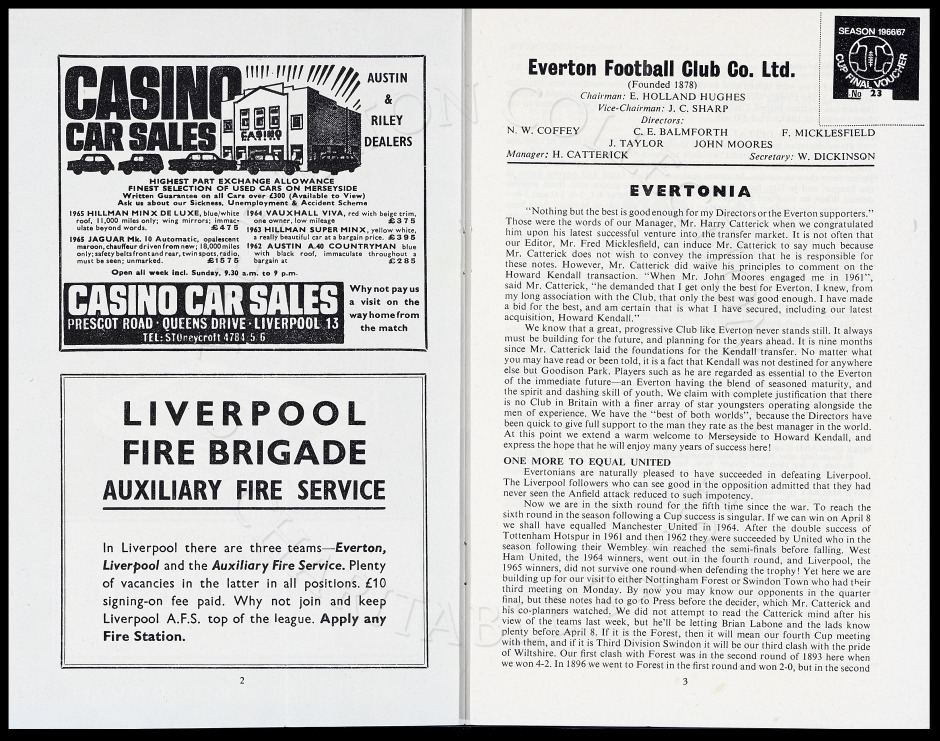 CASINO
CAR SALES
CASINO
AUSTIN
&
RILEY
DEALERS
HIGHEST PART EXCHANGE ALLOWANCE
FINEST SELECTION OF USED CARS ON MERSEYSIDE
Written Guarantee on all Cars over £300 (Available to View)
Ask us about our Sickness, Unemployment & Accident Scheme
1965 HILLMAN MINX DE LUXE, blue/white
roof, 11,000 miles only; wing mirrors; immac-
ulate beyond words. £475
1965 JAGUAR Mk. 10 Automatic, opalescent
maroon, chauffeur driven from new; 18,000 miles
only; safety belts front and rear, twin spots, radio,
must be seen; unmarked. £1575
1964 VAUXHALL VIVA, red with beige trim,
one owner, low mileage £375
1963 HILLMAN SUPER MINX, yellow white,
a really beautiful car at a bargain price. £395
1962 AUSTIN A.40 COUNTRYMAN blue
with black roof, immaculate throughout a
bargain at £285
Open all week incl. Sunday, 9.30 a.m. to 9 p.m.
CASINO CAR SALES
PRESCOT ROAD · QUEENS DRIVE · LIVERPOOL 13
TEL: STOneycroft 4784 5 6
Why not pay us
a visit on the
way home from
the match
LIVERPOOL
FIRE BRIGADE
AUXILIARY FIRE SERVICE
In Liverpool there are three teams—Everton,
Liverpool and the Auxiliary Fire Service. Plenty
of vacancies in the latter in all positions. £10
signing-on fee paid. Why not join and keep
Liverpool A.F.S. top of the league. Apply any
Fire Station.
2
SEASON 1966/67
CUP FINAL VOUCHER
No 23
Everton Football Club Co. Ltd.
(Founded 1878)
Chairman: E. HOLLAND HUGHES
Vice-Chairman: J. C. SHARP
Directors:
N. W. COFFEY C. E. BALMFORTH F. MICKLESFIELD
J. TAYLOR JOHN MOORES
Manager: H. CATTERICK Secretary: W. DICKINSON
EVERTONIA
"Nothing but the best is good enough for my Directors or the Everton supporters."
Those were the words of our Manager, Mr. Harry Catterick when we congratulated
him upon his latest successful venture into the transfer market. It is not often that
our Editor, Mr. Fred Micklesfield, can induce Mr. Catterick to say much because
Mr. Catterick does not wish to convey the impression that he is responsible for
these notes. However, Mr. Catterick did waive his principles to comment on the
Howard Kendall transaction. "When Mr. John Moores engaged me in 1961",
said Mr. Catterick, "he demanded that I get only the best for Everton. I knew, from
my long association with the Club, that only the best was good enough. I have made
a bid for the best, and am certain that is what I have secured, including our latest
acquisition, Howard Kendall."
We know that a great, progressive Club like Everton never stands still. It always
must be building for the future, and planning for the years ahead. It is nine months
since Mr. Catterick laid the foundations for the Kendall transfer. No matter what
you may have read or been told, it is a fact that Kendall was not destined for anywhere
else but Goodison Park. Players such as he are regarded as essential to the Everton
of the immediate future—an Everton having the blend of seasoned maturity, and
the spirit and dashing skill of youth. We claim with complete justification that there
is no Club in Britain with a finer array of star youngsters operating alongside the
men of experience. We have the "best of both worlds", because the Directors have
been quick to give full support to the man they rate as the best manager in the world.
At this point we extend a warm welcome to Merseyside to Howard Kendall, and
express the hope that he will enjoy many years of success here!
ONE MORE TO EQUAL UNITED
Evertonians are naturally pleased to have succeeded in defeating Liverpool.
The Liverpool followers who can see good in the opposition admitted that they had
never seen the Anfield attack reduced to such impotency.
Now we are in the sixth round for the fifth time since the war. To reach the
sixth round in the season following a Cup success is singular. If we can win on April 8
we shall have equalled Manchester United in 1964. After the double success of
Tottenham Hotspur in 1961 and then 1962 they were succeeded by United who in the
season following their Wembley win reached the semi-finals before falling. West
Ham United, the 1964 winners, went out in the fourth round, and Liverpool, the
1965 winners, did not survive one round when defending the trophy! Yet here we are
building up for our visit to either Nottingham Forest or Swindon Town who had their
third meeting on Monday. By now you may know our opponents in the quarter
final, but these notes had to go to Press before the decider, which Mr. Catterick and
his co-planners watched. We did not attempt to read the Catterick mind after his
view of the teams last week, but he'll be letting Brian Labone and the lads know
plenty before April 8. If it is the Forest, then it will mean our fourth Cup meeting
with them, and if it is Third Division Swindon it will be our third clash with the pride
of Wiltshire. Our first clash with Forest was in the second round of 1893 here when
we won 4-2. In 1896 we went to Forest in the first round and won 2-0, but in the second
3